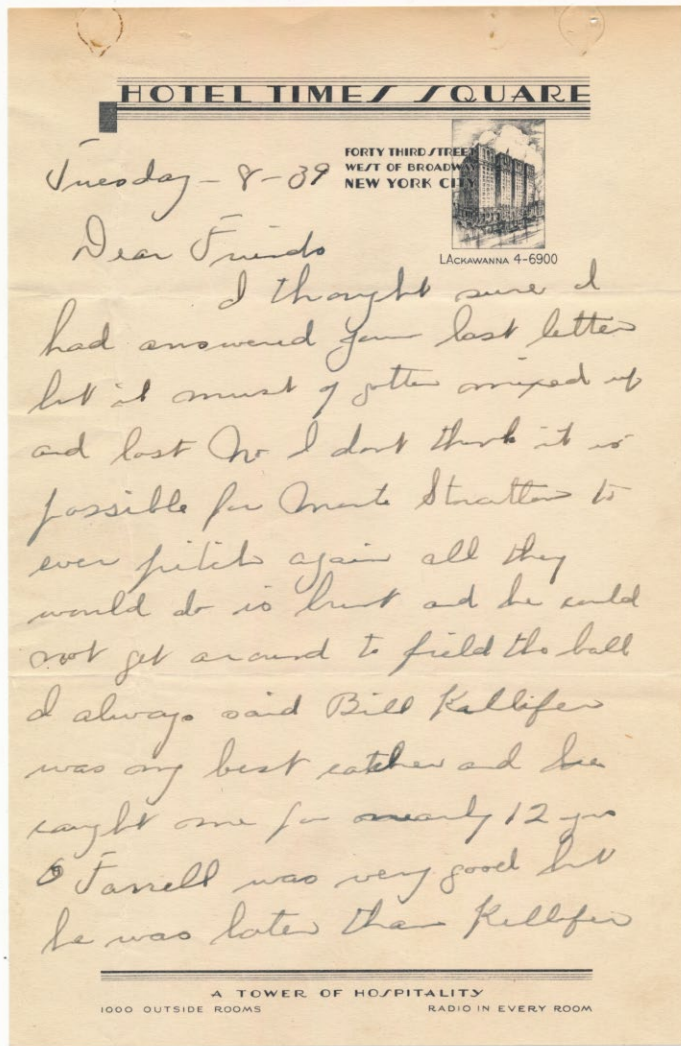 HOTEL TIMES SQUARE
FORTY THIRD STREET
WEST OF BROADWAY
NEW YORK CITY
LACKAWANNA 4-6900
Tuesday - 8 - 39
Dear Friends
I thought sure I
had answered your last letter
but it must of gotten mixed up
and lost No I dont think it is
possible for Monte Stratton to
ever pitch again all they
would do is bunt and he could
not get around to field the ball
I always said Bill Killifer
was my best catcher and he
caught me for nearly 12 yrs
O Farrell was very good but
he was later than Killifer
A TOWER OF HOSPITALITY
1000 OUTSIDE ROOMS RADIO IN EVERY ROOM